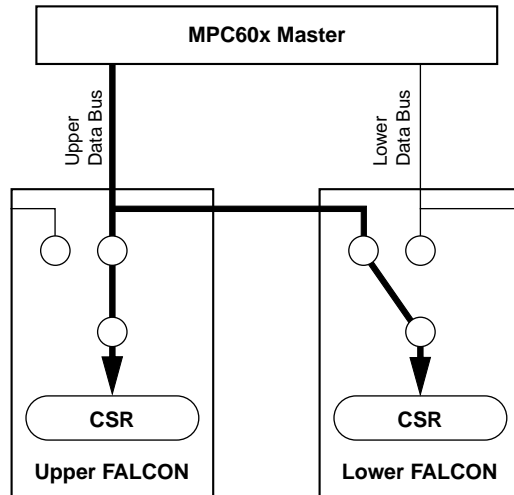 MPC60x Master
Upper
Data Bus
Lower
Data Bus
CSR
CSR
Upper FALCON
Lower FALCON